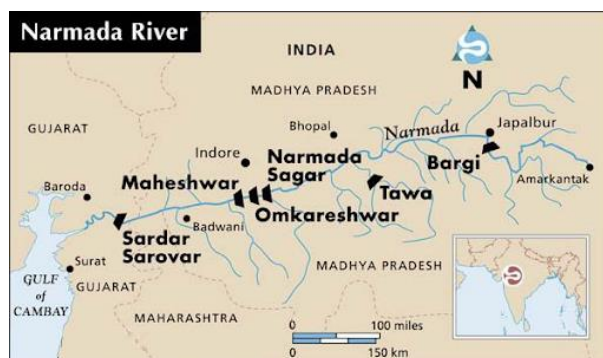 Narmada River
INDIA
N
MADHYA PRADESH
GUJARAT
Bhopal
Narmada
Japalbur
Indore
Narmada
Sagar
Bargi
Baroda
Maheshwar
Tawa
Amarkantak
Omkareshwar
Badwani
Sardar
Sarovar
Surat
MADHYA PRADESH
GULF
of
CAMBAY
GUJARAT
MAHARASHTRA
0 100 miles
0 150 km